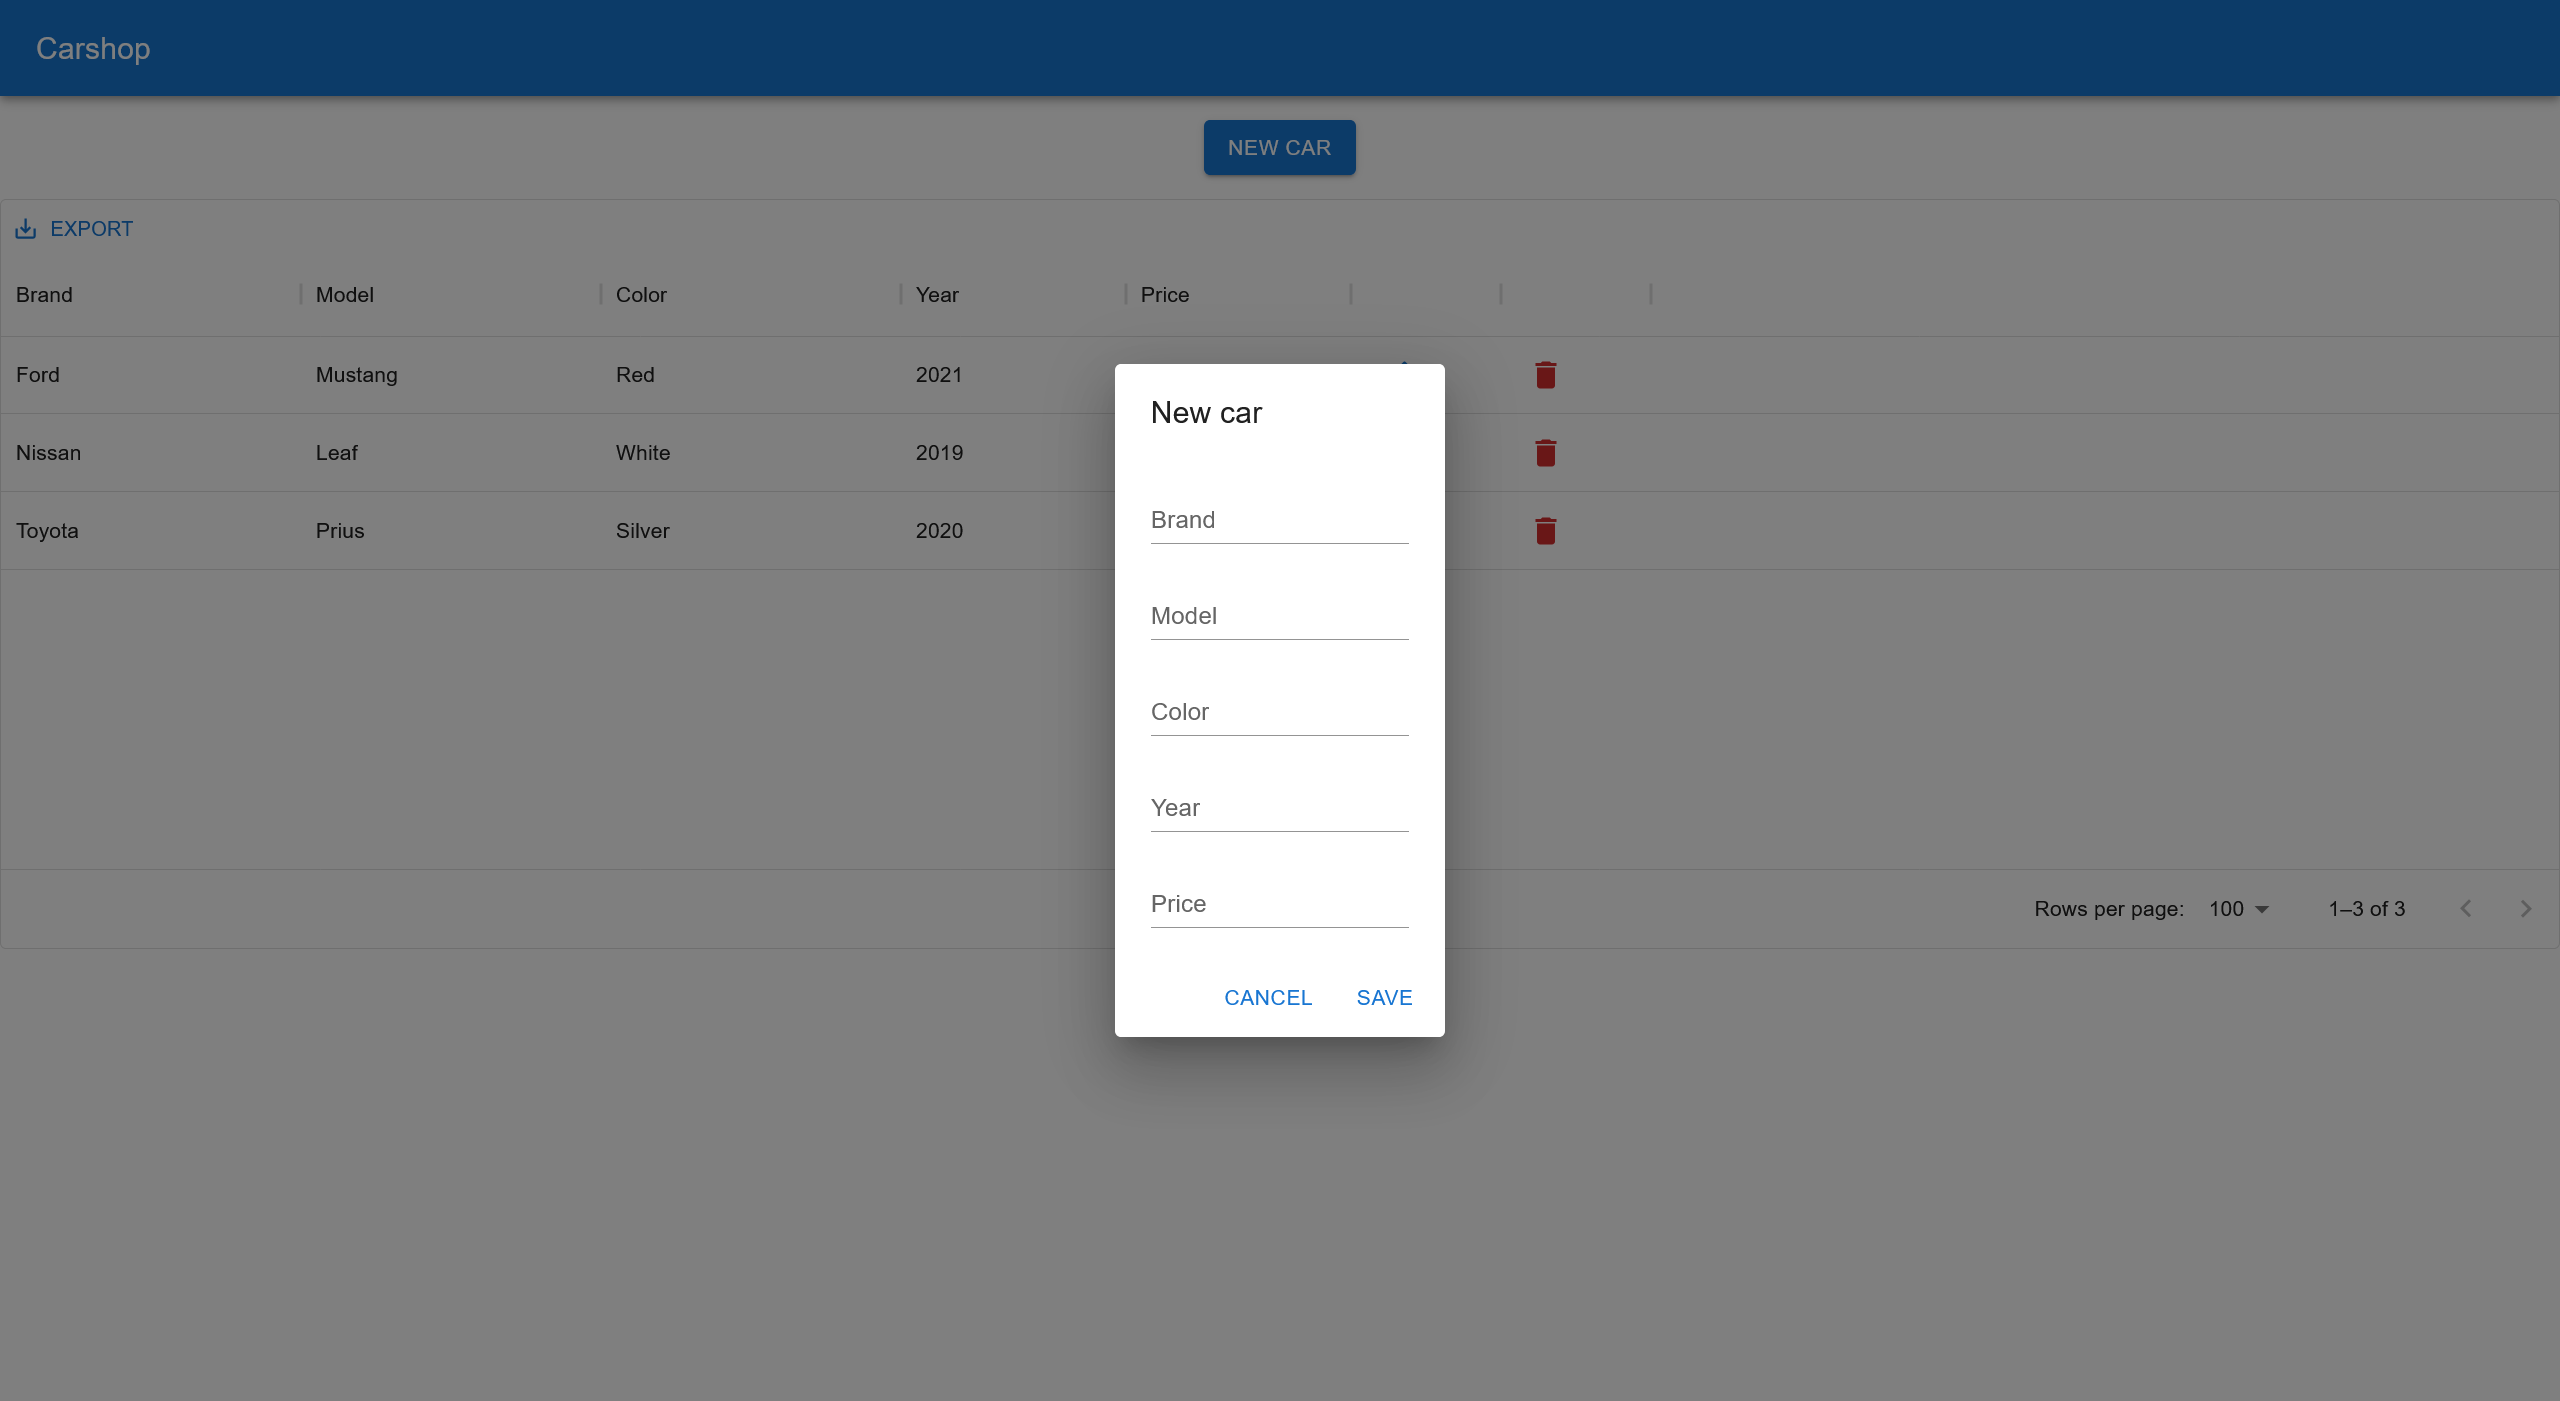 Carshop
NEW CAR
EXPORT
Brand Model Color Year Price
Ford Mustang Red 2021
Nissan Leaf White 2019
Toyota Prius Silver 2020
New car
Brand
Model
Color
Year
Price
CANCEL SAVE
Rows per page: 100 1–3 of 3